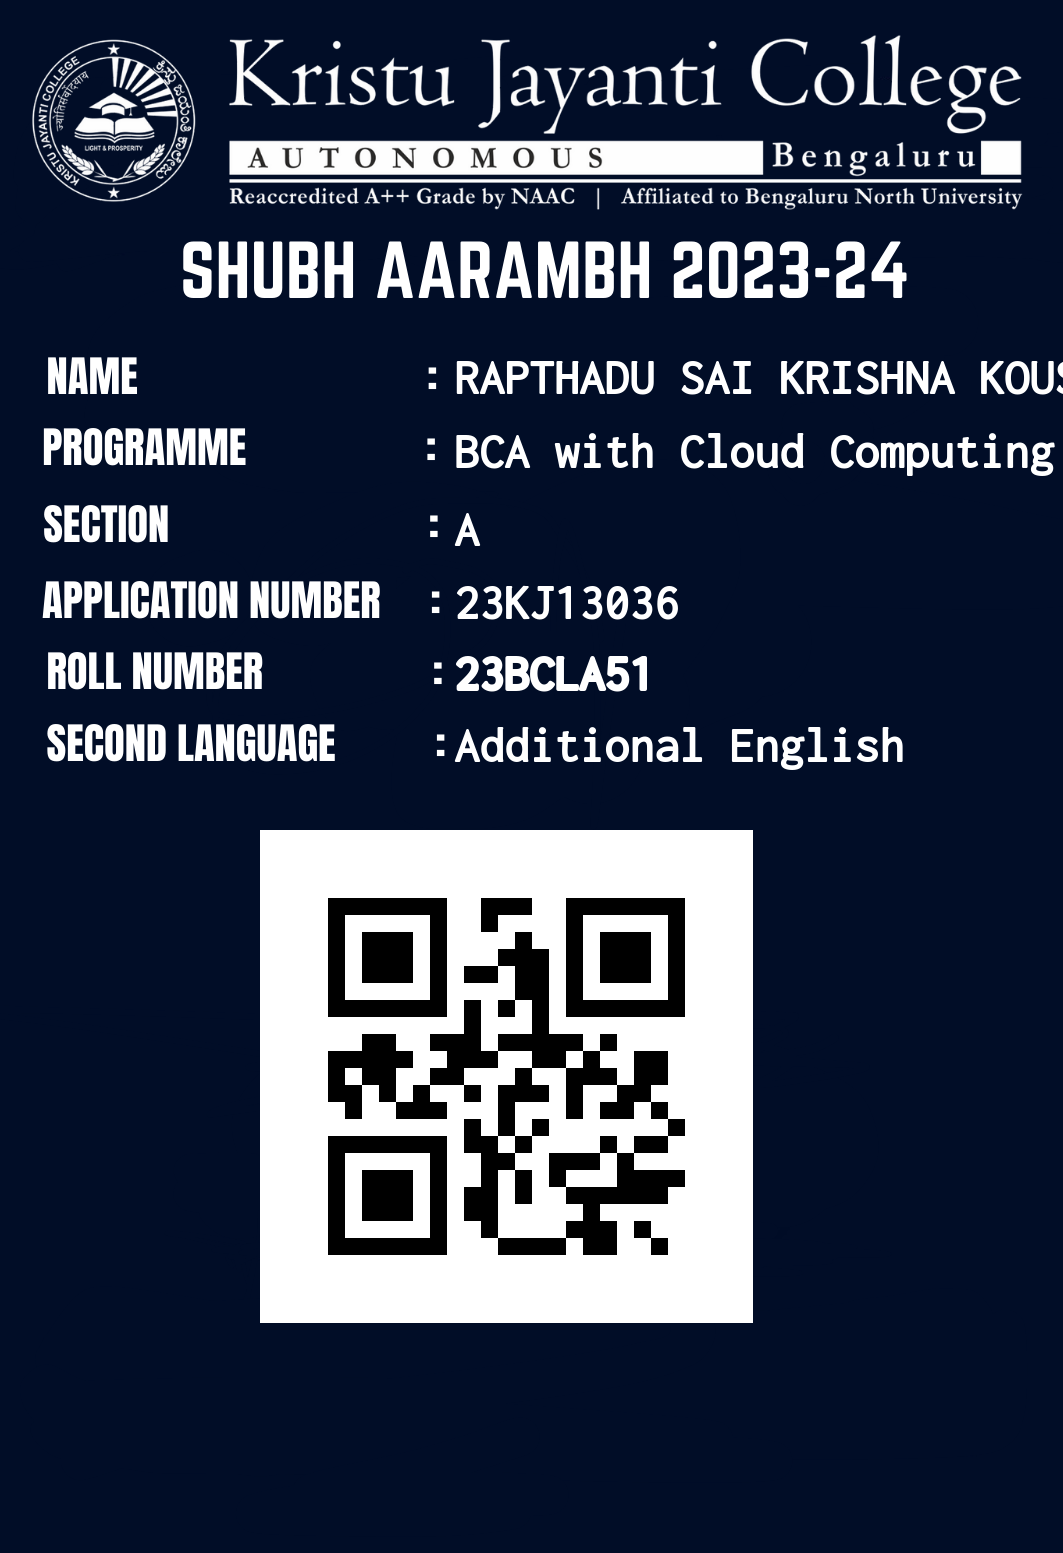 Kristu Jayanti College
AUTONOMOUS Bengaluru
Reaccredited A++ Grade by NAAC | Affiliated to Bengaluru North University
KRISTU JAYANTI COLLEGE
LIGHT & PROSPERITY
SHUBH AARAMBH 2023-24
NAME : RAPTHADU SAI KRISHNA KOUS
PROGRAMME : BCA with Cloud Computing
SECTION : A
APPLICATION NUMBER : 23KJ13036
ROLL NUMBER : 23BCLA51
SECOND LANGUAGE : Additional English